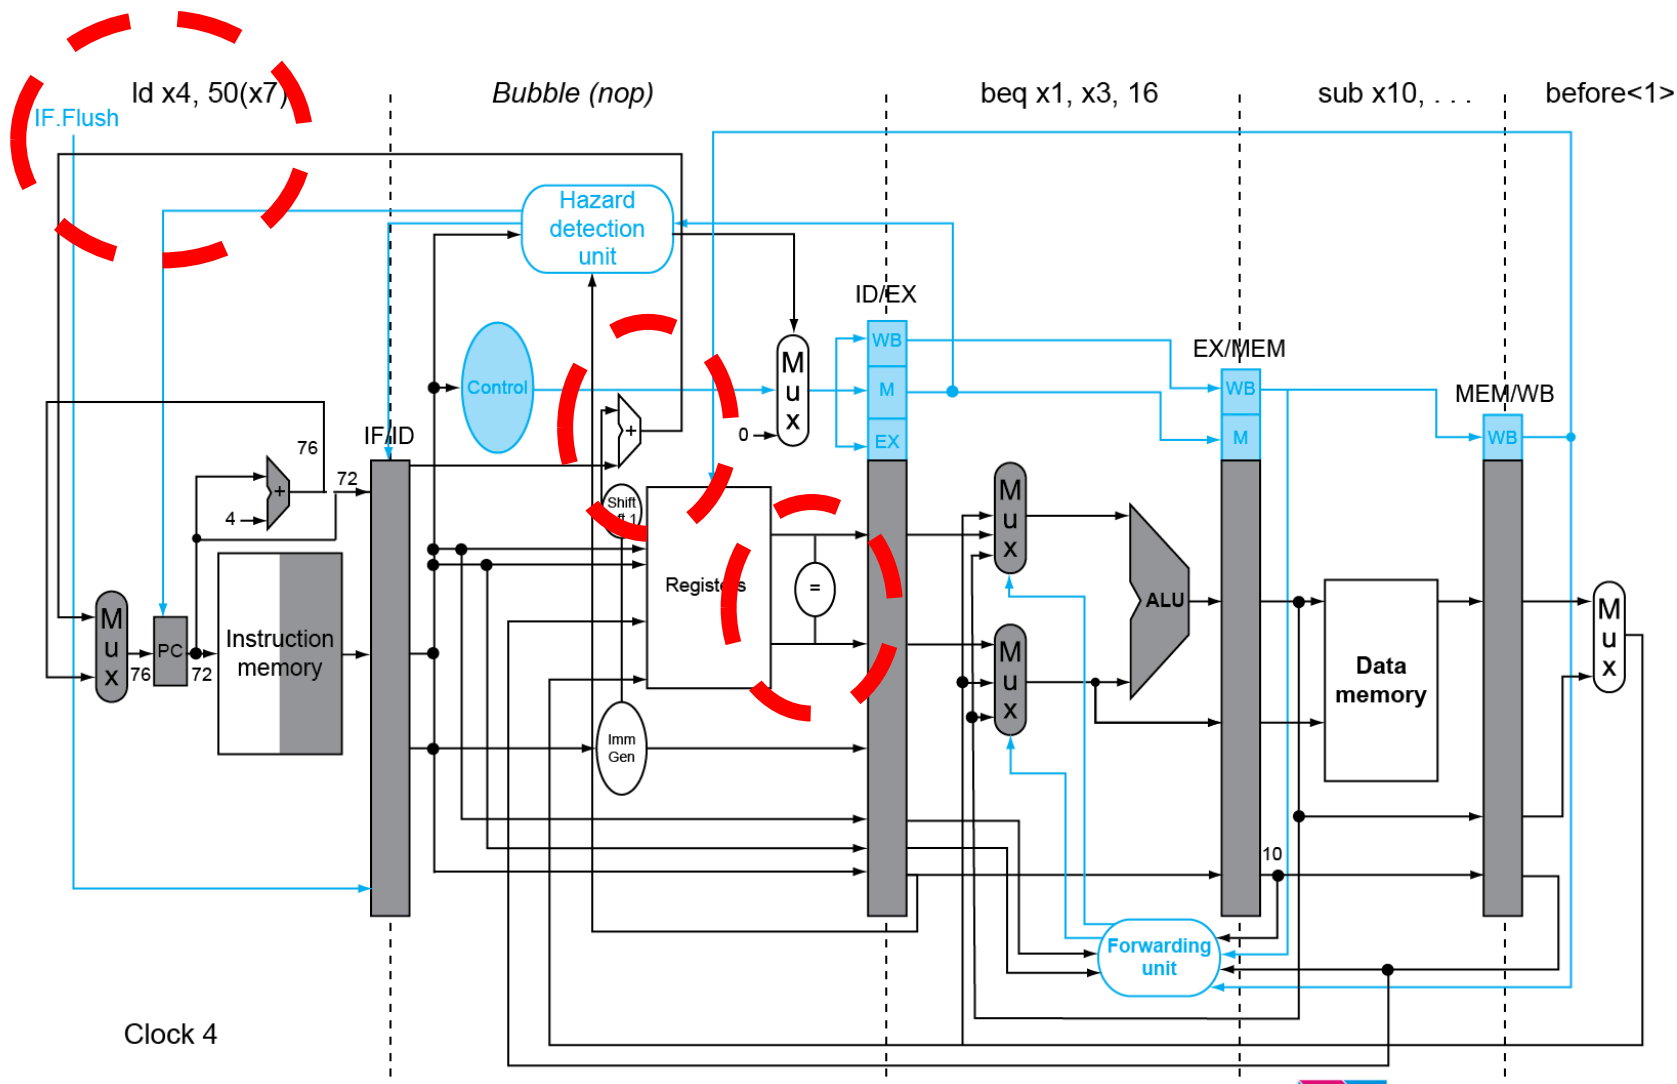 ld x4, 50(x7)
Bubble (nop)
beq x1, x3, 16
sub x10, . . .
before<1>
IF.Flush
Hazard
detection
unit
ID/EX
WB
M
EX
EX/MEM
WB
M
MEM/WB
WB
Control
M
u
x
0
+
IF/ID
76
72
+
4
Shift
M
u
x
76
PC
72
Instruction
memory
=
M
u
x
M
u
x
ALU
Data
memory
M
u
x
Imm
Gen
10
Forwarding
unit
Clock 4